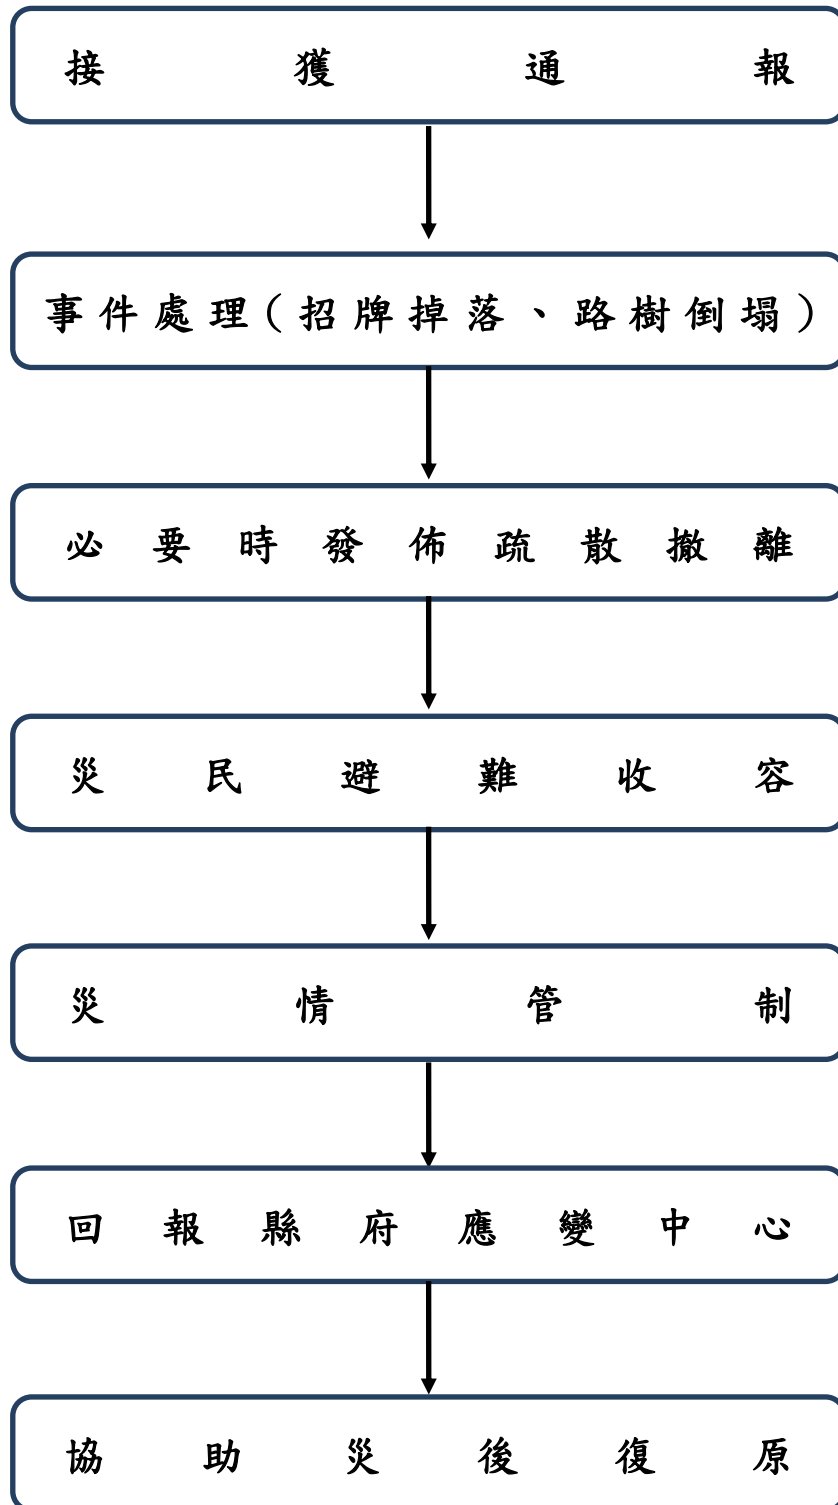 接獲通報
事件處理(招牌掉落、路樹倒塌)
必要時發佈疏散撤離
災民避難收容
災情管制
回報縣府應變中心
協助災後復原